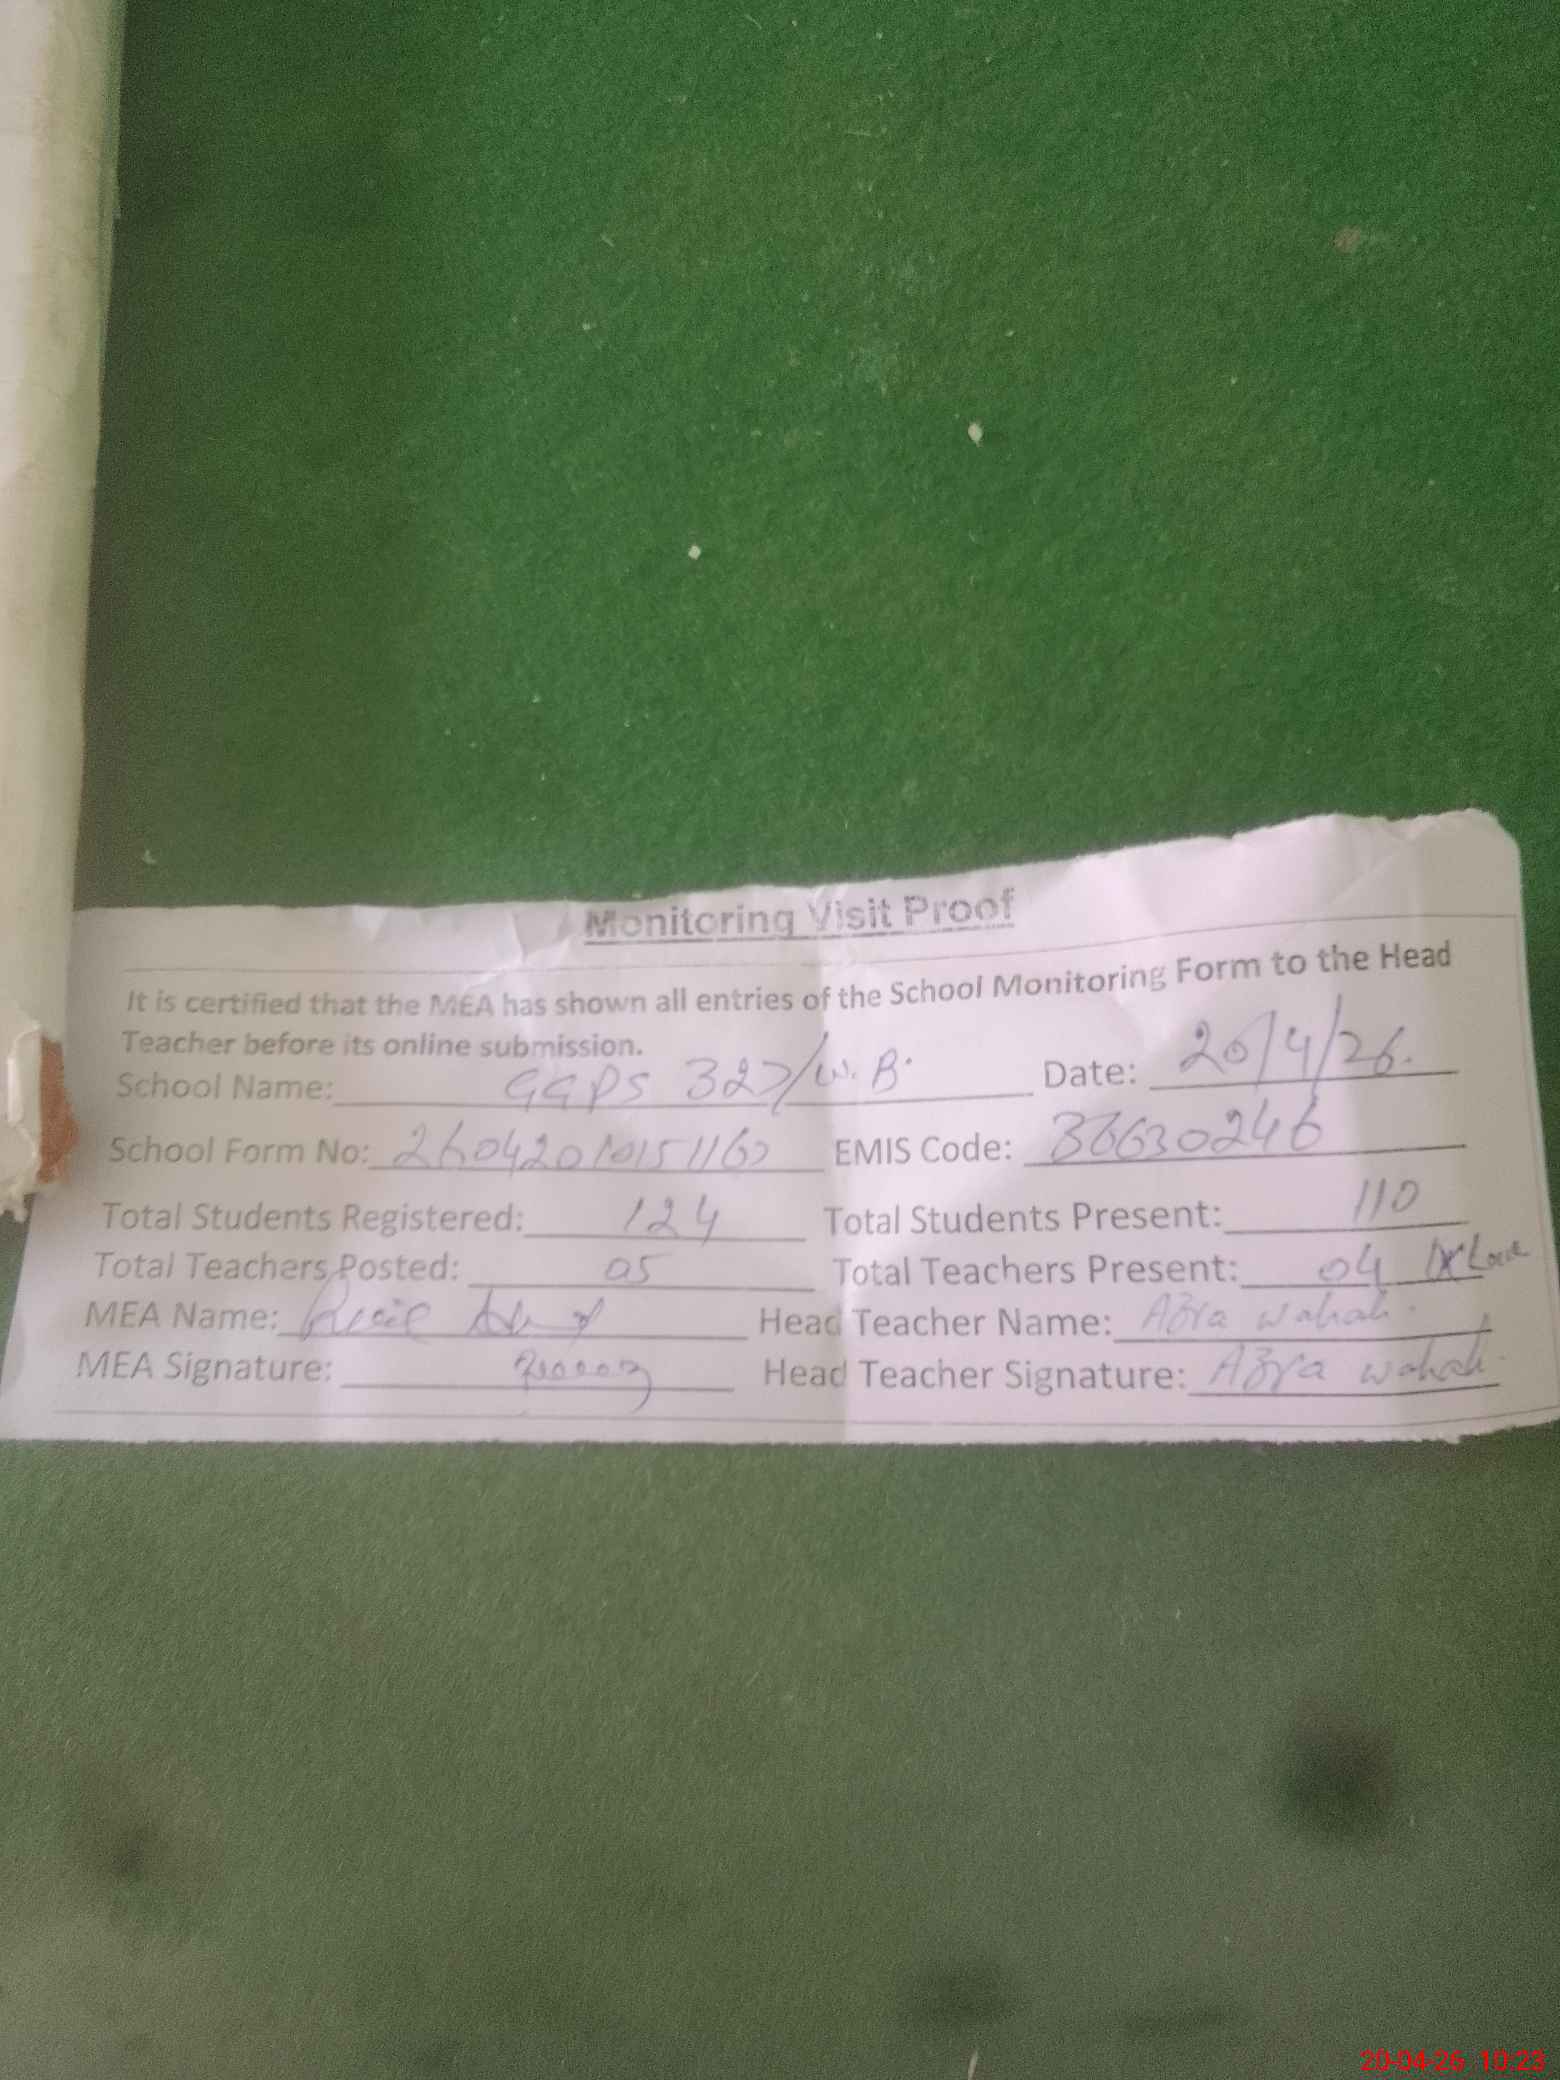 Monitoring Visit Proof
It is certified that the MEA has shown all entries of the School Monitoring Form to the Head
Teacher before its online submission.
School Name: GGPS 327/W.B. Date: 20/4/26.
School Form No: EMIS Code: 36630246
Total Students Registered: 124 Total Students Present: 110
Total Teachers Posted: 05 Total Teachers Present: 04
MEA Name: Head Teacher Name: Azra wahab.
MEA Signature: Head Teacher Signature: Azra wahab.
20-04-26 10:23